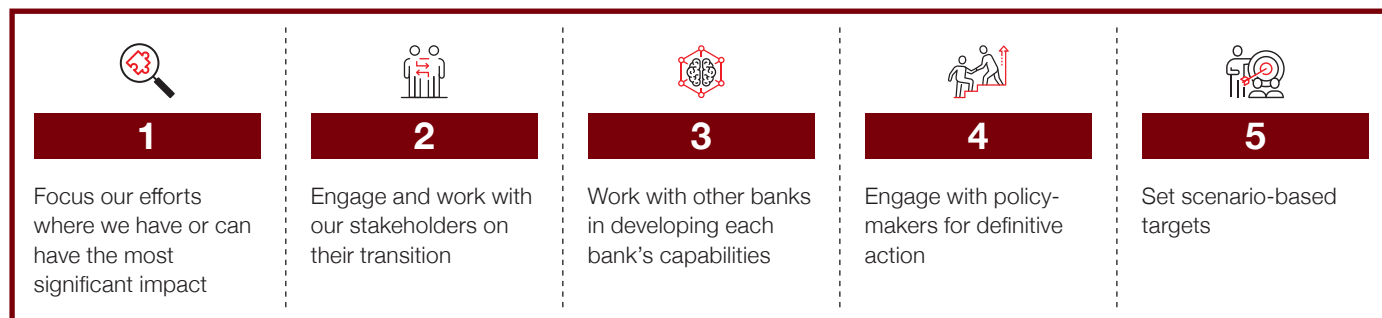 1
Focus our efforts
where we have or can
have the most
significant impact
2
Engage and work with
our stakeholders on
their transition
3
Work with other banks
in developing each
bank’s capabilities
4
Engage with policy-
makers for definitive
action
5
Set scenario-based
targets